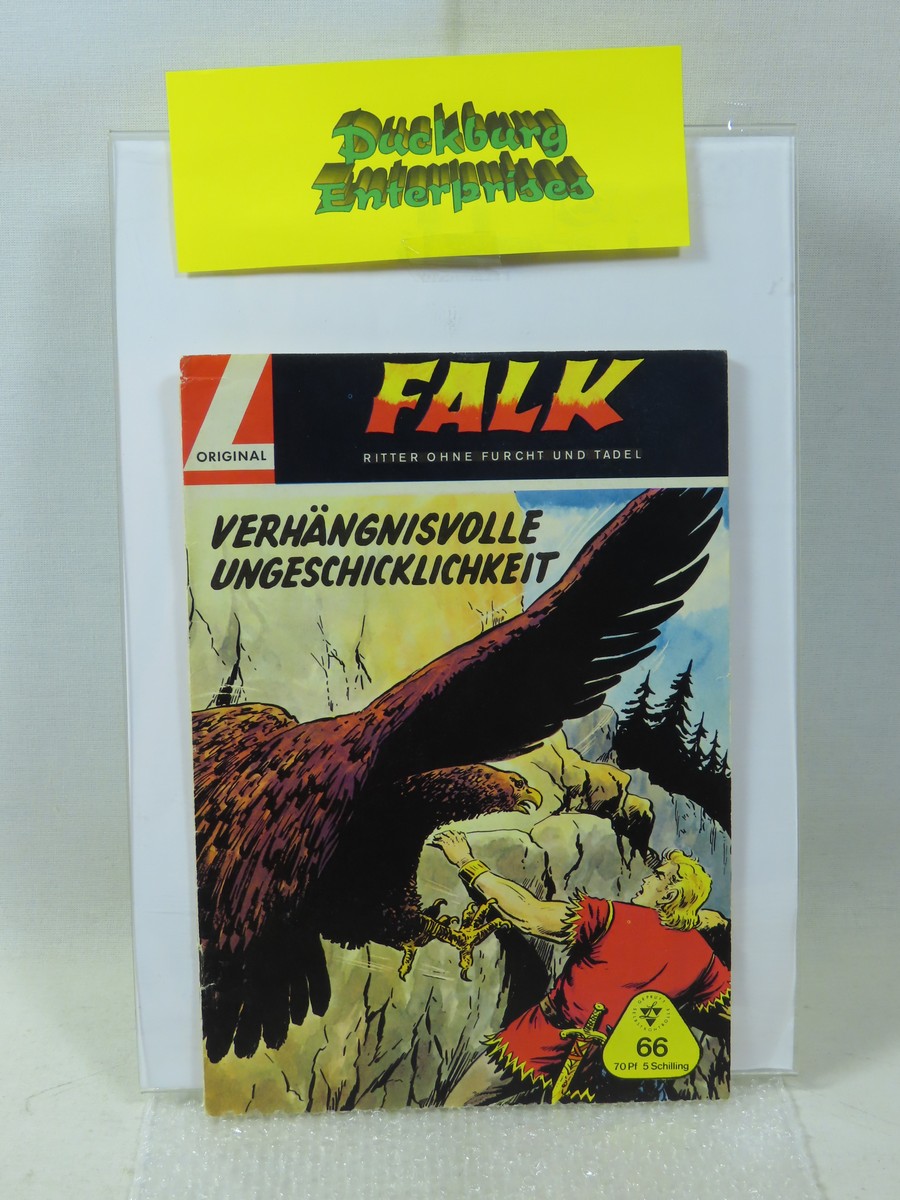 Duckburg
Enterprises
L
ORIGINAL
FALK
RITTER OHNE FURCHT UND TADEL
VERHÄNGNISVOLLE
UNGESCHICKLICHKEIT
66
70 Pf 5 Schilling